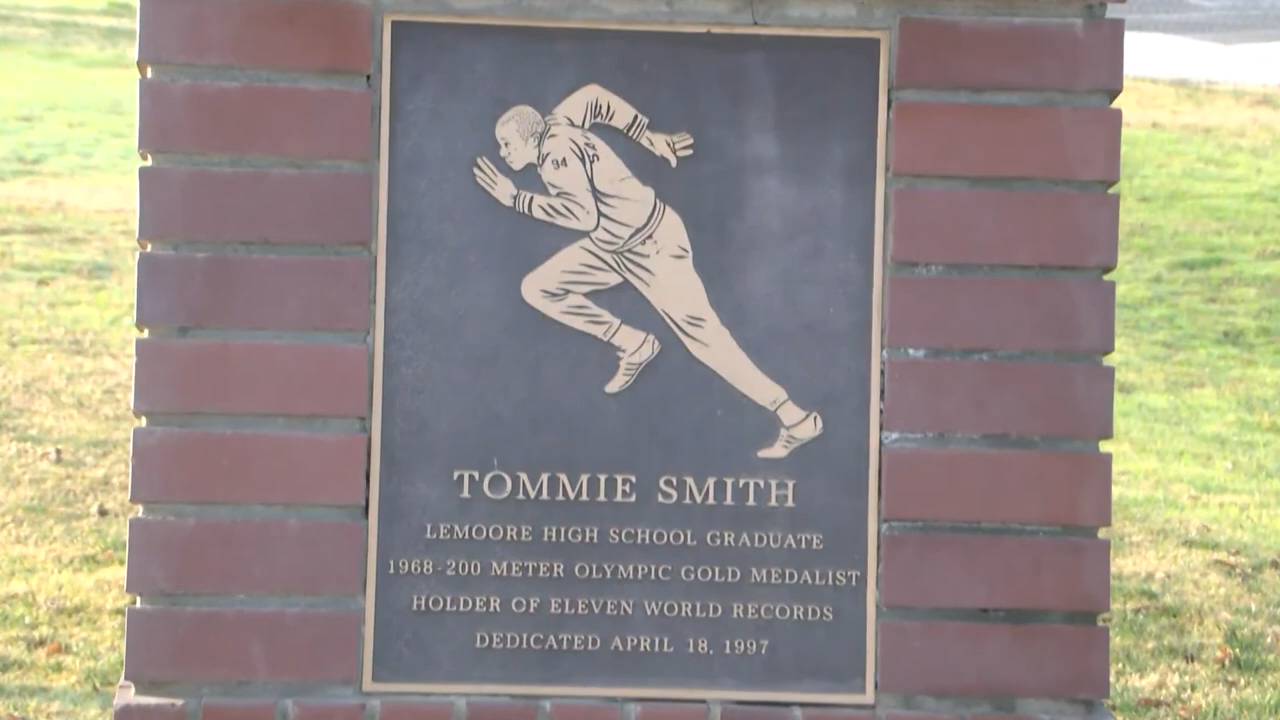 94
TOMMIE SMITH
LEMOORE HIGH SCHOOL GRADUATE
1968-200 METER OLYMPIC GOLD MEDALIST
HOLDER OF ELEVEN WORLD RECORDS
DEDICATED APRIL 18, 1997